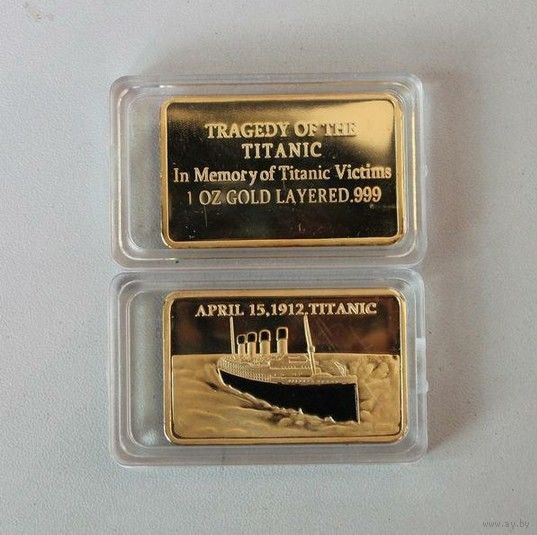 TRAGEDY OF THE
TITANIC
In Memory of Titanic Victims
1 OZ GOLD LAYERED.999
APRIL 15,1912.TITANIC
www.ay.by